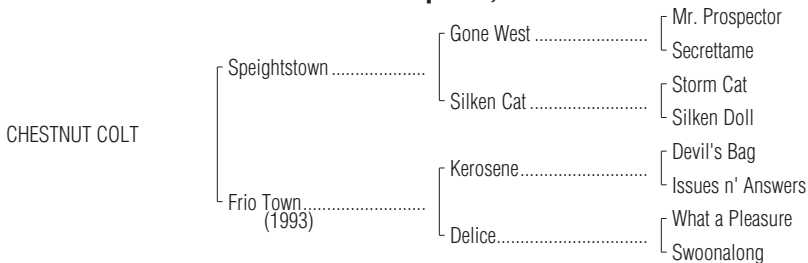 Mr. Prospector
Gone West ....................................
Secrettame
Speightstown ......................
Storm Cat
Silken Cat .....................................
Silken Doll
CHESTNUT COLT
Devil's Bag
Kerosene........................................
Issues n' Answers
Frio Town.............................
(1993)
What a Pleasure
Delice...............................................
Swoonalong